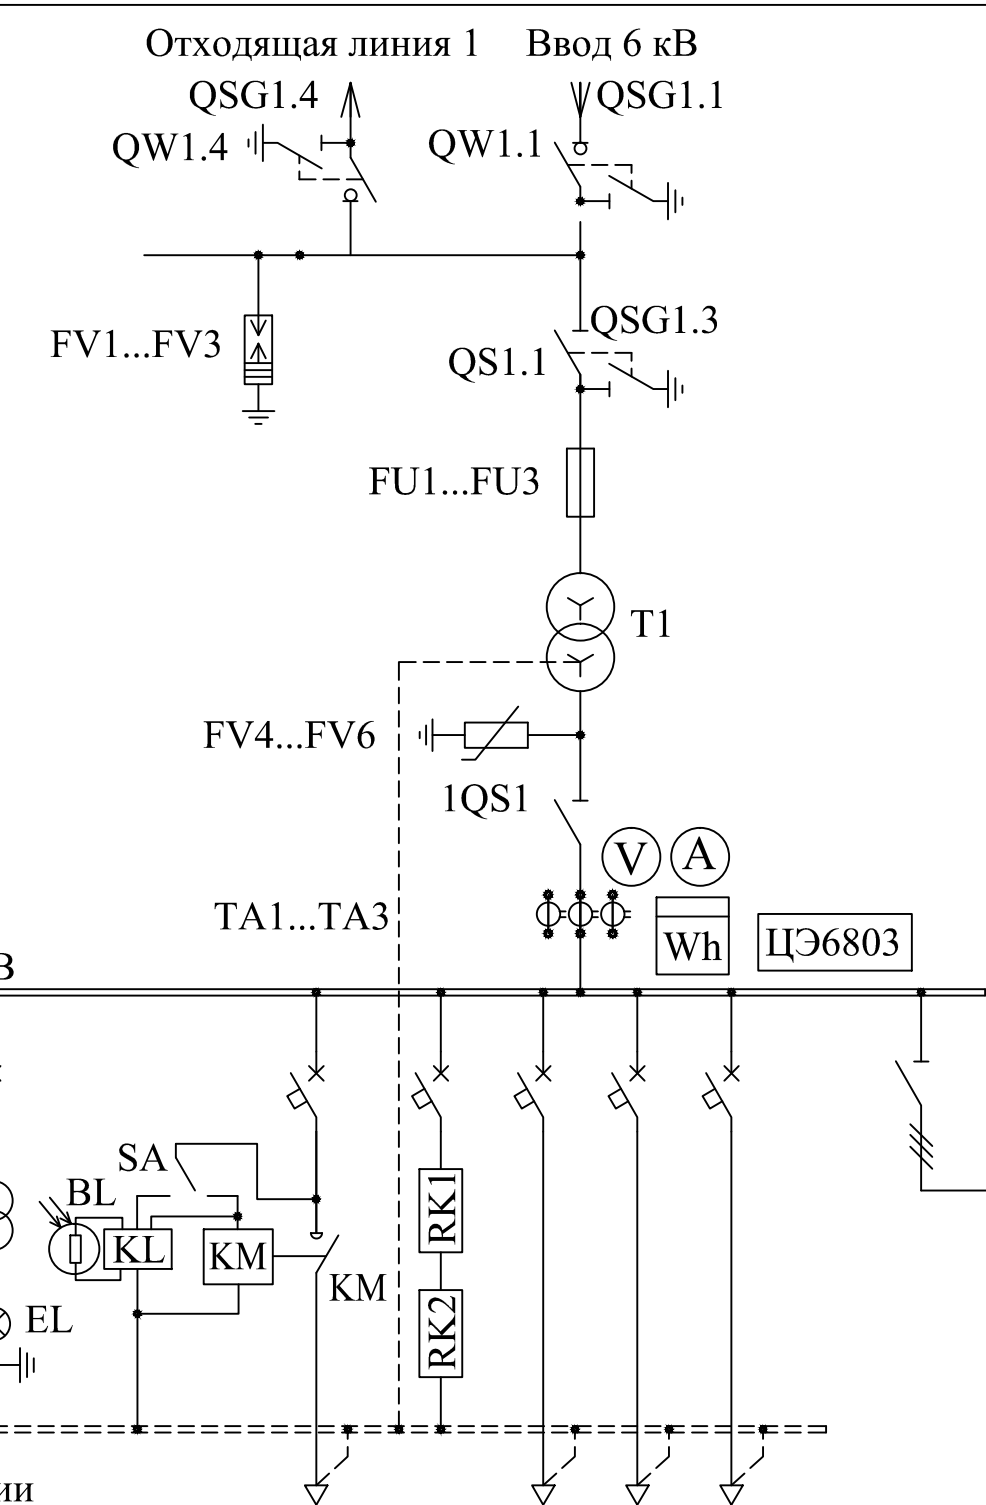 Отходящая линия 1
Ввод 6 кВ
QSG1.4
QSG1.1
QW1.4
QW1.1
QSG1.3
FV1...FV3
QS1.1
FU1...FU3
T1
FV4...FV6
1QS1
V
A
TA1...TA3
Wh
ЦЭ6803
В
SA
BL
KL
KM
RK1
KM
RK2
EL
ии